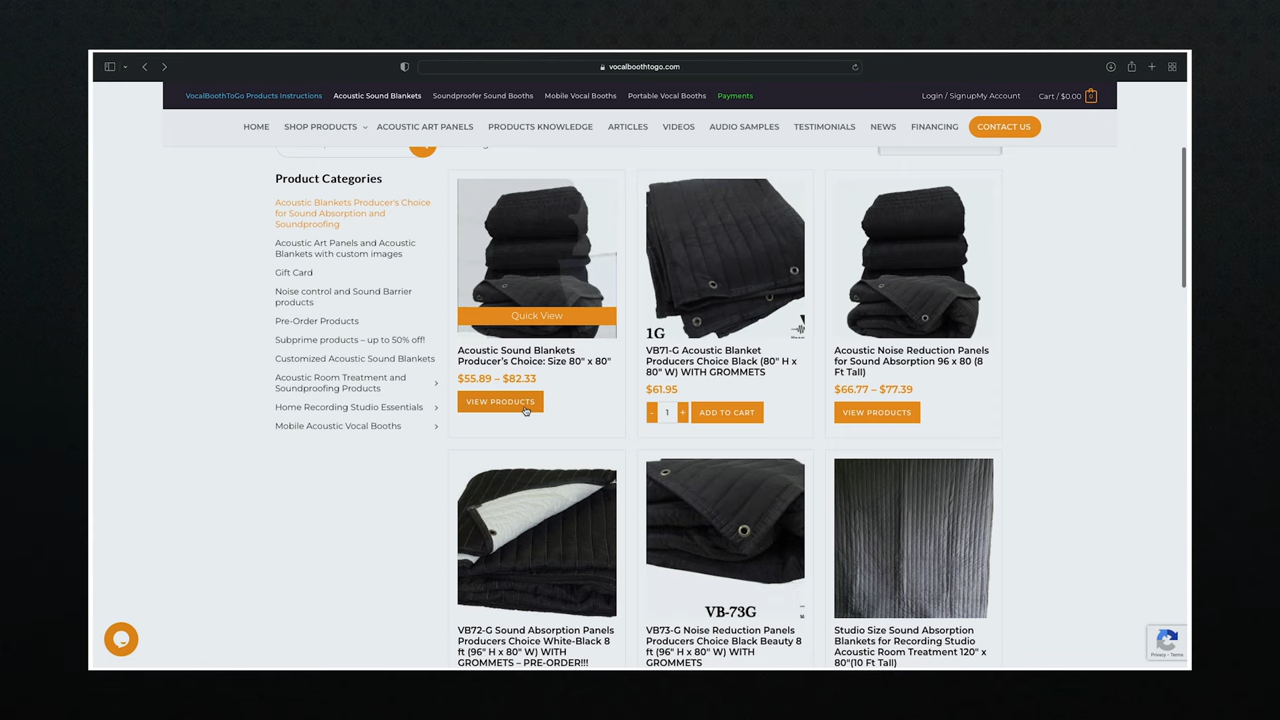 vocalboothtogo.com
VocalBoothToGo Products Instructions
Acoustic Sound Blankets
Soundproofer Sound Booths
Mobile Vocal Booths
Portable Vocal Booths
Payments
Login / SignupMy Account
Cart / $0.00
0
HOME
SHOP PRODUCTS
ACOUSTIC ART PANELS
PRODUCTS KNOWLEDGE
ARTICLES
VIDEOS
AUDIO SAMPLES
TESTIMONIALS
NEWS
FINANCING
CONTACT US
Product Categories
Acoustic Blankets Producer's Choice
for Sound Absorption and
Soundproofing
Acoustic Art Panels and Acoustic
Blankets with custom images
Gift Card
Noise control and Sound Barrier
products
Pre-Order Products
Subprime products – up to 50% off!
Customized Acoustic Sound Blankets
Acoustic Room Treatment and
Soundproofing Products
Home Recording Studio Essentials
Mobile Acoustic Vocal Booths
Quick View
Acoustic Sound Blankets
Producer's Choice: Size 80" x 80"
$55.89 – $82.33
VIEW PRODUCTS
1G
VB71-G Acoustic Blanket
Producers Choice Black (80" H x
80" W) WITH GROMMETS
$61.95
- 1 +
ADD TO CART
Acoustic Noise Reduction Panels
for Sound Absorption 96 x 80 (8
Ft Tall)
$66.77 – $77.39
VIEW PRODUCTS
VB72-G Sound Absorption Panels
Producers Choice White-Black 8
ft (96" H x 80" W) WITH
GROMMETS – PRE-ORDER!!!
VB-73G
VB73-G Noise Reduction Panels
Producers Choice Black Beauty 8
ft (96" H x 80" W) WITH
GROMMETS
Studio Size Sound Absorption
Blankets for Recording Studio
Acoustic Room Treatment 120" x
80"(10 Ft Tall)
Privacy - Terms